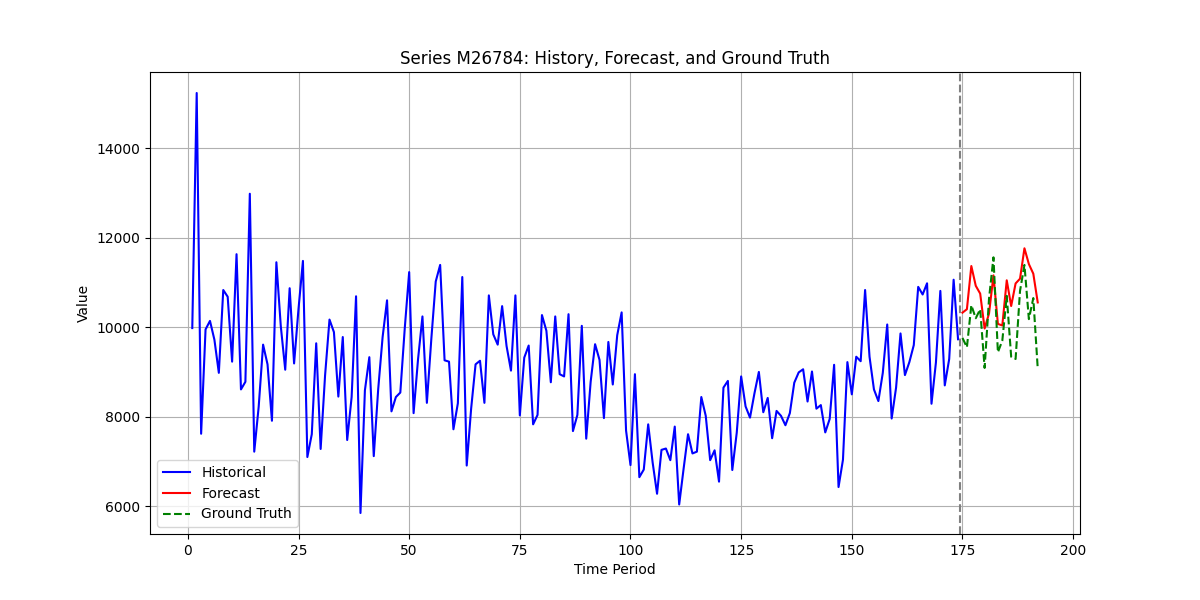 Series M26784: History, Forecast, and Ground Truth
Value
14000
12000
10000
8000
6000
Historical
Forecast
Ground Truth
0 25 50 75 100 125 150 175 200
Time Period